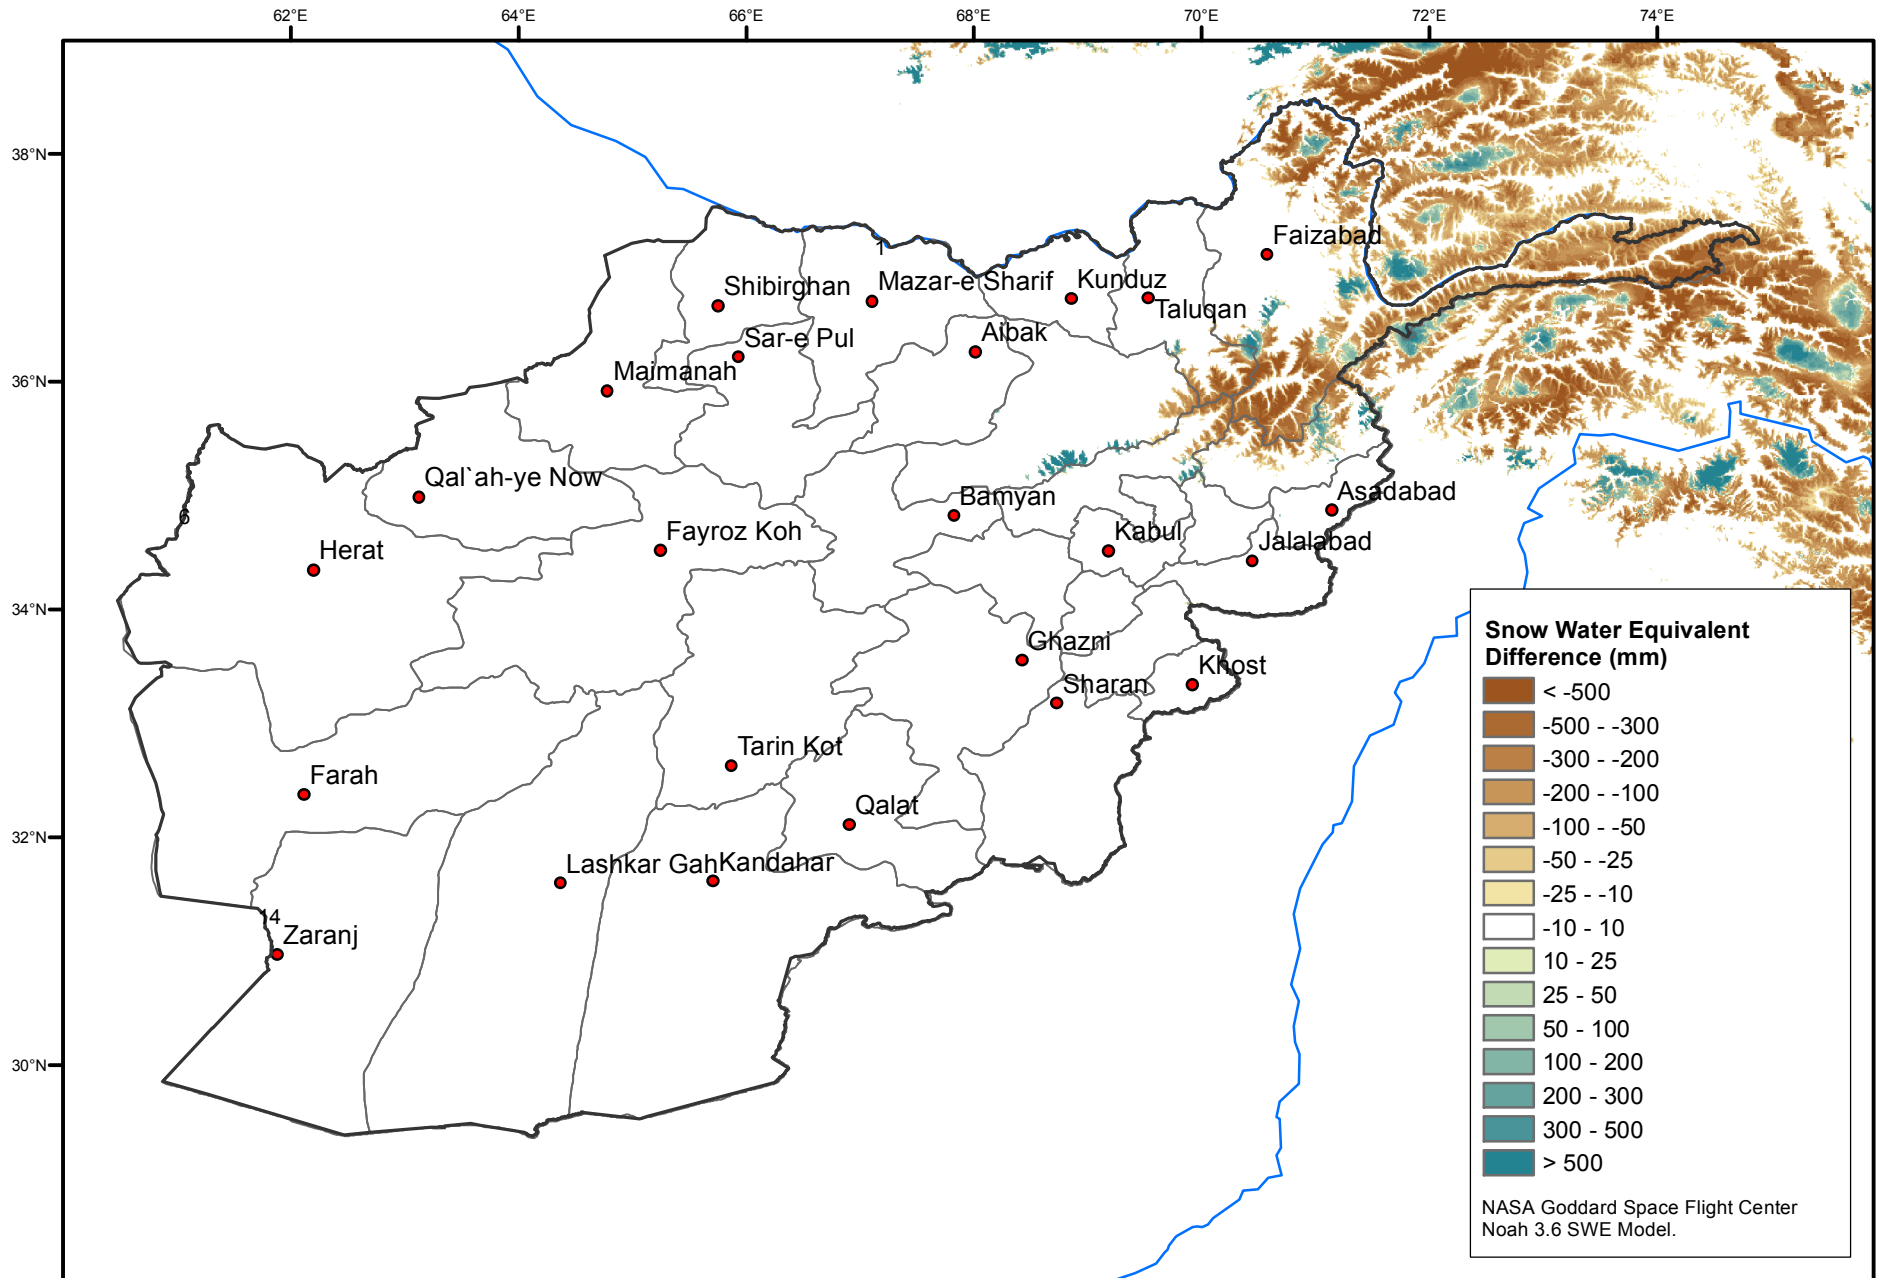 62°E 64°E 66°E 68°E 70°E 72°E 74°E
38°N
36°N
34°N
32°N
30°N
Faizabad
1
Shibirghan
Mazar-e Sharif
Kunduz
Taluqan
Sar-e Pul
Aibak
Maimanah
Qal`ah-ye Now
Bamyan
Asadabad
6
Herat
Fayroz Koh
Kabul
Jalalabad
Ghazni
Khost
Sharan
Tarin Kot
Farah
Qalat
Lashkar Gah
Kandahar
14
Zaranj
Snow Water Equivalent
Difference (mm)
< -500
-500 - -300
-300 - -200
-200 - -100
-100 - -50
-50 - -25
-25 - -10
-10 - 10
10 - 25
25 - 50
50 - 100
100 - 200
200 - 300
300 - 500
> 500
NASA Goddard Space Flight Center
Noah 3.6 SWE Model.